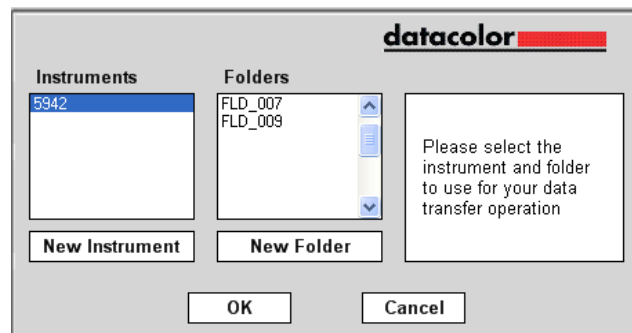 datacolor
Instruments
Folders
5942
FLD_007
FLD_009
Please select the
instrument and folder
to use for your data
transfer operation
New Instrument
New Folder
OK
Cancel